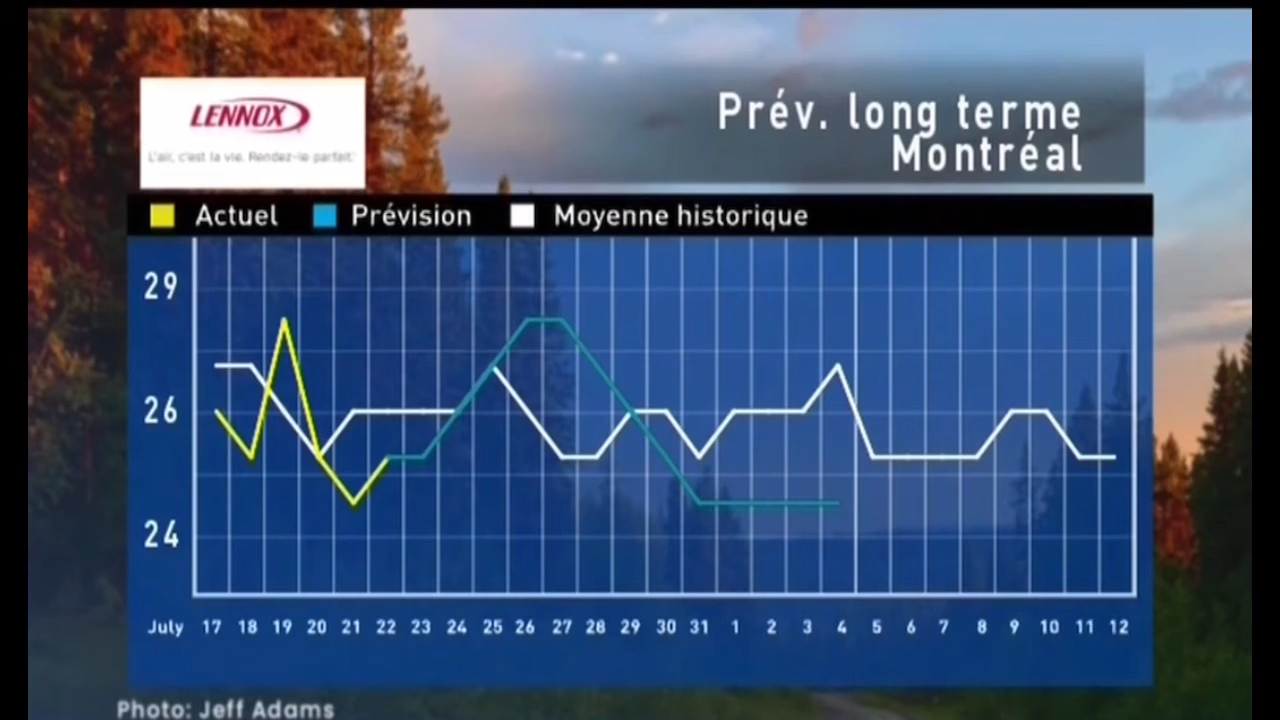 LENNOX
L'air, c'est la vie. Rendez-le parfait.
Prév. long terme
Montréal
Actuel Prévision Moyenne historique
29
26
24
July 17 18 19 20 21 22 23 24 25 26 27 28 29 30 31 1 2 3 4 5 6 7 8 9 10 11 12
Photo: Jeff Adams